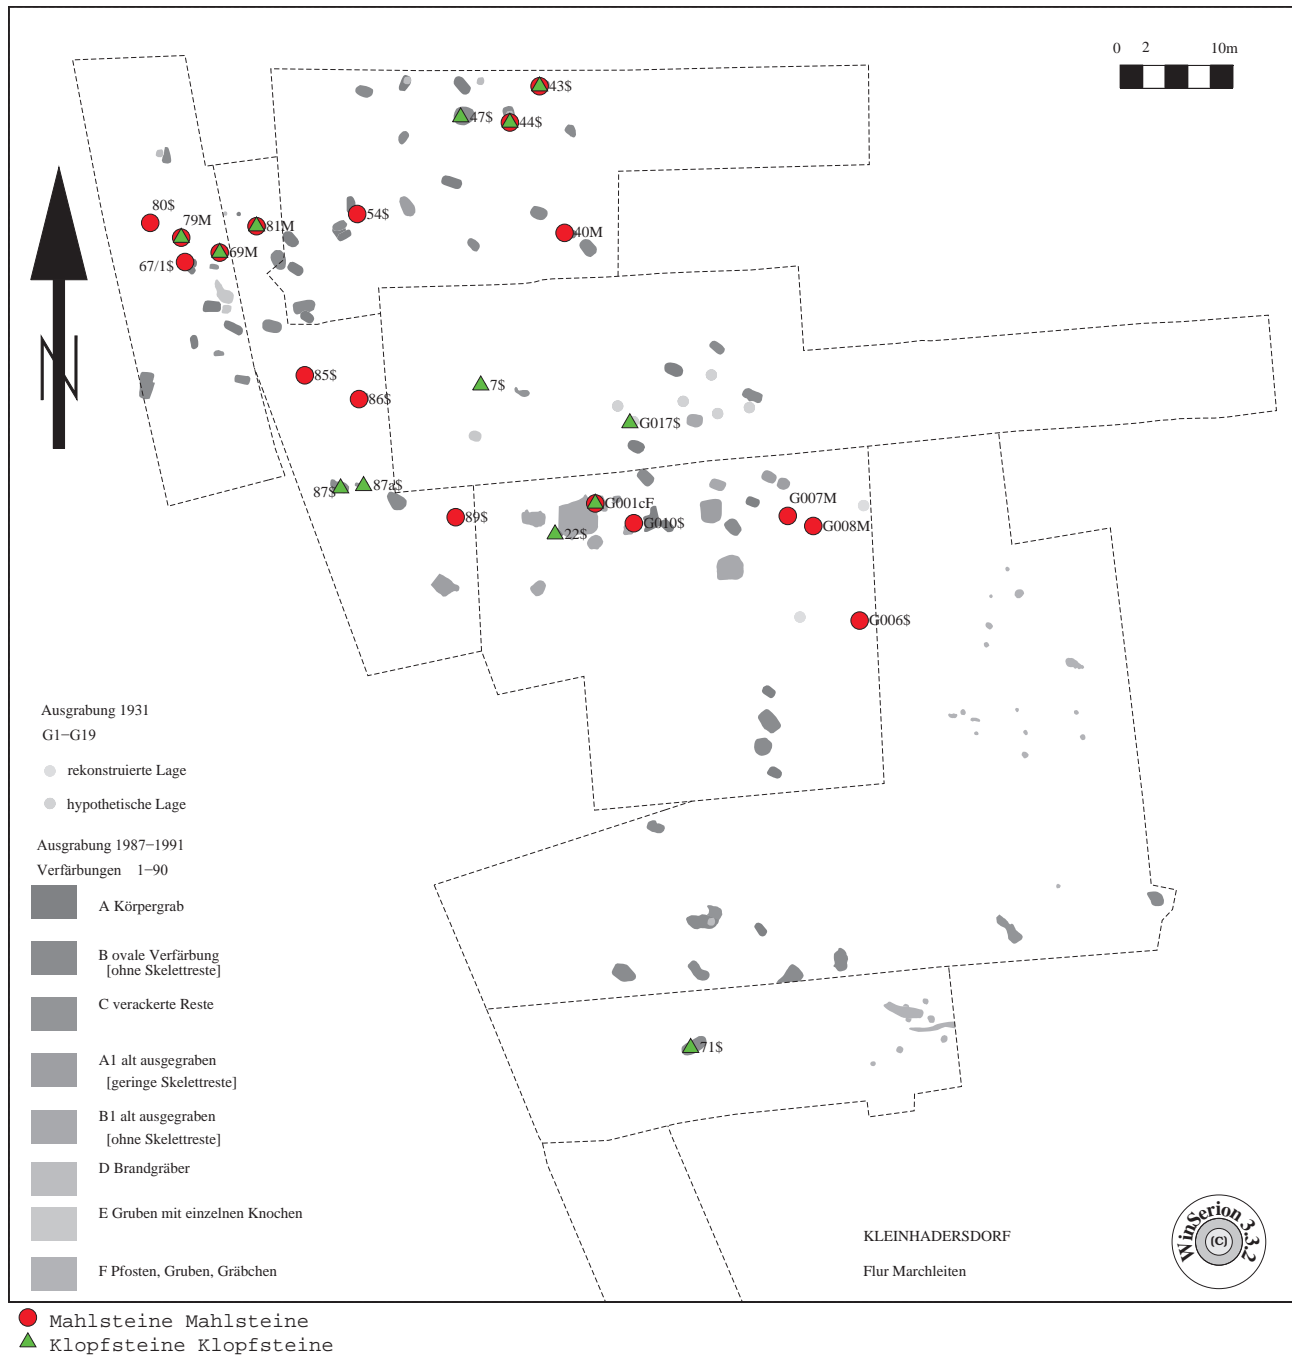 0 2 10m
43$
47$
44$
80$
79M
81M
54$
69M
40M
67/1$
N
85$
7$
86$
G017$
87$
87a$
G001cF
G007M
89$
G010$
G008M
22$
G006$
Ausgrabung 1931
G1−G19
rekonstruierte Lage
hypothetische Lage
Ausgrabung 1987−1991
Verfärbungen 1−90
A Körpergrab
B ovale Verfärbung
[ohne Skelettreste]
C verackerte Reste
A1 alt ausgegraben
[geringe Skelettreste]
B1 alt ausgegraben
[ohne Skelettreste]
D Brandgräber
E Gruben mit einzelnen Knochen
F Pfosten, Gruben, Gräbchen
71$
KLEINHADERSDORF
Flur Marchleiten
WinSerion 3.3.2
(C)
Mahlsteine Mahlsteine
Klopfsteine Klopfsteine